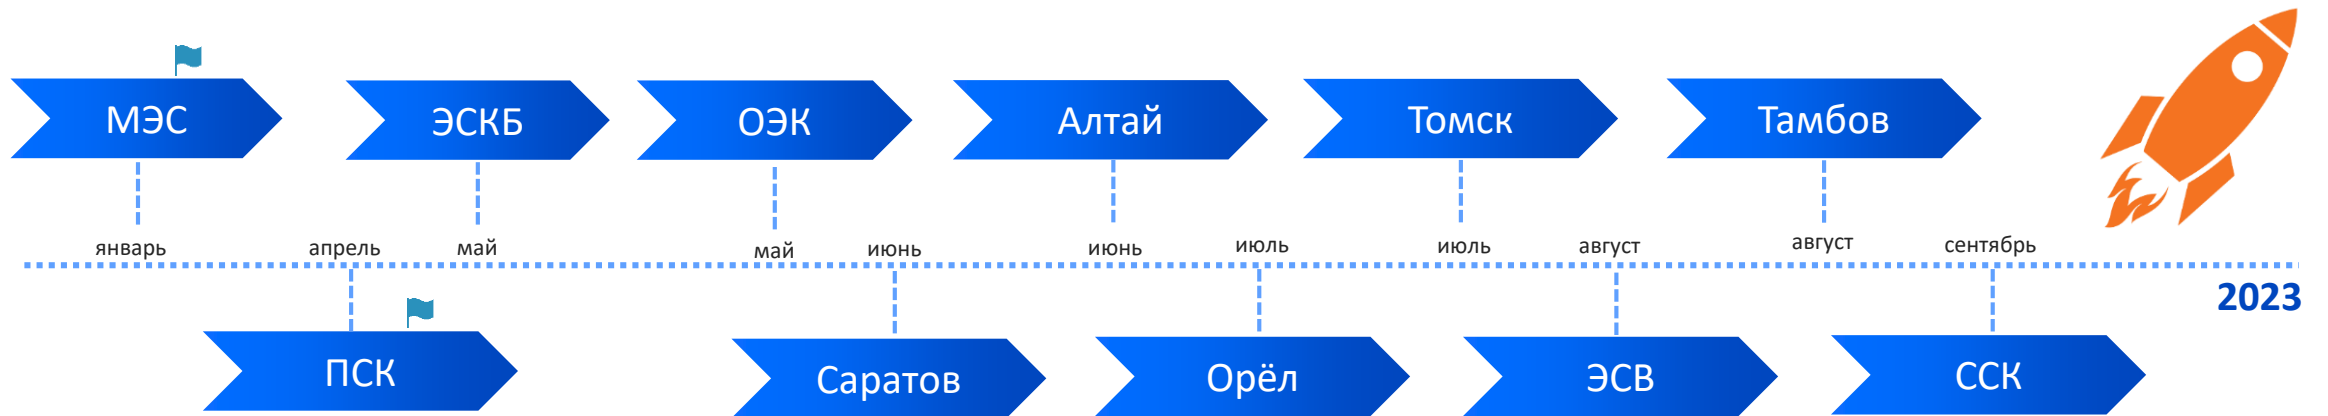 МЭС
ЭСКБ
ОЭК
Алтай
Томск
Тамбов
январь
апрель
май
май
июнь
июнь
июль
июль
август
август
сентябрь
2023
ПСК
Саратов
Орёл
ЭСВ
ССК